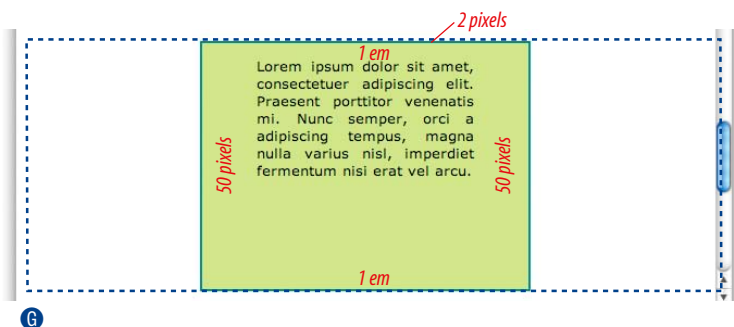 2 pixels
1 em
Lorem ipsum dolor sit amet,
consectetuer adipiscing elit.
Praesent porttitor venenatis
mi. Nunc semper, orci a
adipiscing tempus, magna
nulla varius nisl, imperdiet
fermentum nisi erat vel arcu.
50 pixels
50 pixels
1 em
G